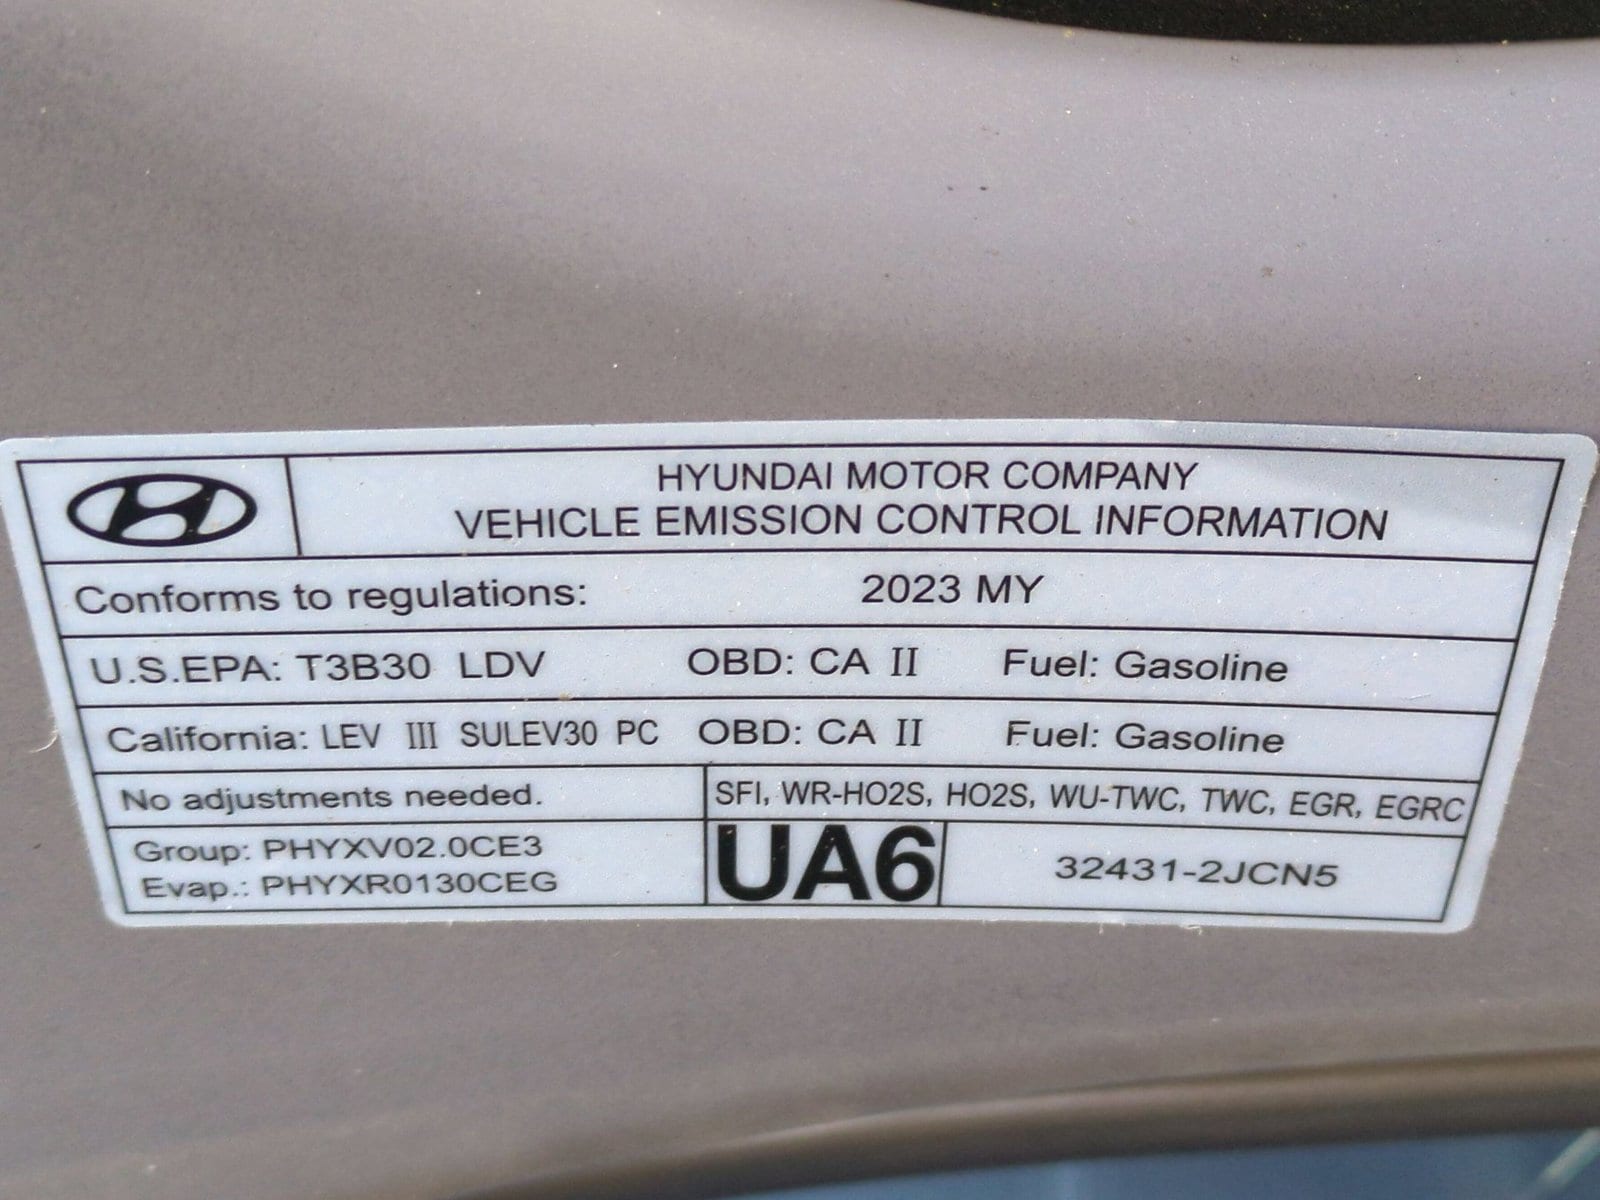 HYUNDAI MOTOR COMPANY
VEHICLE EMISSION CONTROL INFORMATION
Conforms to regulations: 2023 MY
U.S.EPA: T3B30 LDV OBD: CA II Fuel: Gasoline
California: LEV III SULEV30 PC OBD: CA II Fuel: Gasoline
No adjustments needed. SFI, WR-HO2S, HO2S, WU-TWC, TWC, EGR, EGRC
Group: PHYXV02.0CE3
Evap.: PHYXR0130CEG
UA6
32431-2JCN5